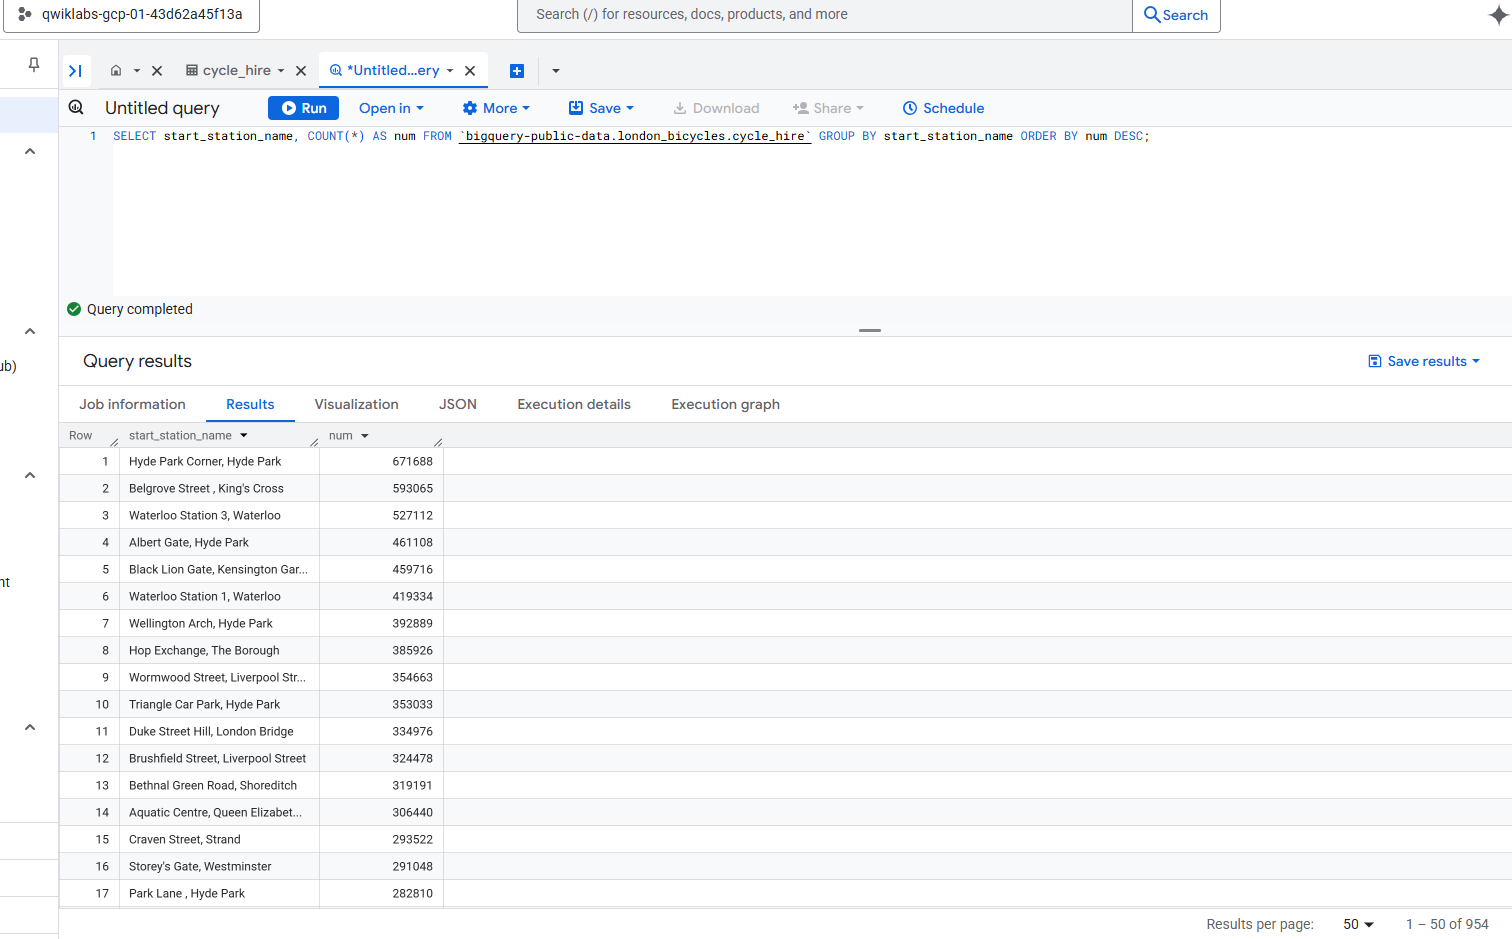 qwiklabs-gcp-01-43d62a45f13a
Search (/) for resources, docs, products, and more
Search
cycle_hire
*Untitled...ery
Untitled query
Run
Open in
More
Save
Download
Share
Schedule
1 SELECT start_station_name, COUNT(*) AS num FROM `bigquery-public-data.london_bicycles.cycle_hire` GROUP BY start_station_name ORDER BY num DESC;
Query completed
ub)
nt
Query results
Save results
Job information
Results
Visualization
JSON
Execution details
Execution graph
Row start_station_name num
1 Hyde Park Corner, Hyde Park 671688
2 Belgrove Street , King's Cross 593065
3 Waterloo Station 3, Waterloo 527112
4 Albert Gate, Hyde Park 461108
5 Black Lion Gate, Kensington Gar... 459716
6 Waterloo Station 1, Waterloo 419334
7 Wellington Arch, Hyde Park 392889
8 Hop Exchange, The Borough 385926
9 Wormwood Street, Liverpool Str... 354663
10 Triangle Car Park, Hyde Park 353033
11 Duke Street Hill, London Bridge 334976
12 Brushfield Street, Liverpool Street 324478
13 Bethnal Green Road, Shoreditch 319191
14 Aquatic Centre, Queen Elizabet... 306440
15 Craven Street, Strand 293522
16 Storey's Gate, Westminster 291048
17 Park Lane , Hyde Park 282810
Results per page: 50 1 – 50 of 954